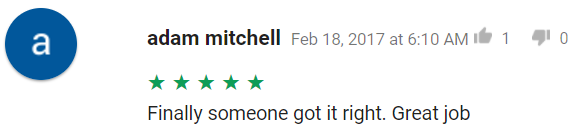 a
adam mitchell Feb 18, 2017 at 6:10 AM 1 0
Finally someone got it right. Great job